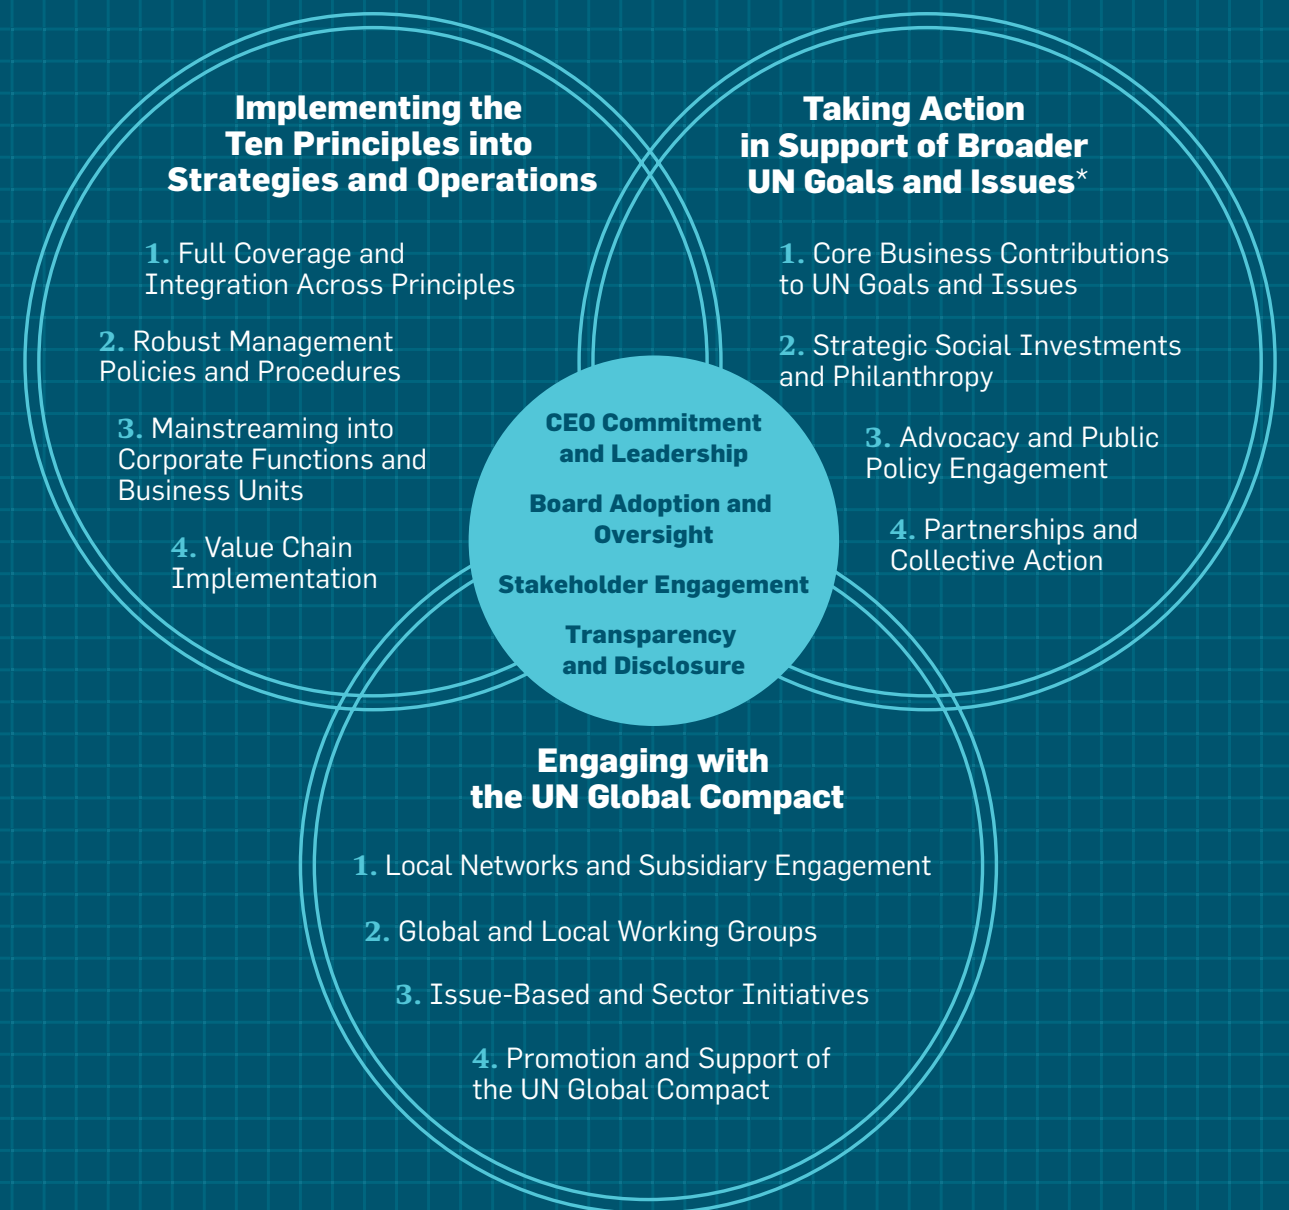 Implementing the
Ten Principles into
Strategies and Operations
1. Full Coverage and
Integration Across Principles
2. Robust Management
Policies and Procedures
3. Mainstreaming into
Corporate Functions and
Business Units
4. Value Chain
Implementation
Taking Action
in Support of Broader
UN Goals and Issues*
1. Core Business Contributions
to UN Goals and Issues
2. Strategic Social Investments
and Philanthropy
3. Advocacy and Public
Policy Engagement
4. Partnerships and
Collective Action
CEO Commitment
and Leadership
Board Adoption and
Oversight
Stakeholder Engagement
Transparency
and Disclosure
Engaging with
the UN Global Compact
1. Local Networks and Subsidiary Engagement
2. Global and Local Working Groups
3. Issue-Based and Sector Initiatives
4. Promotion and Support of
the UN Global Compact